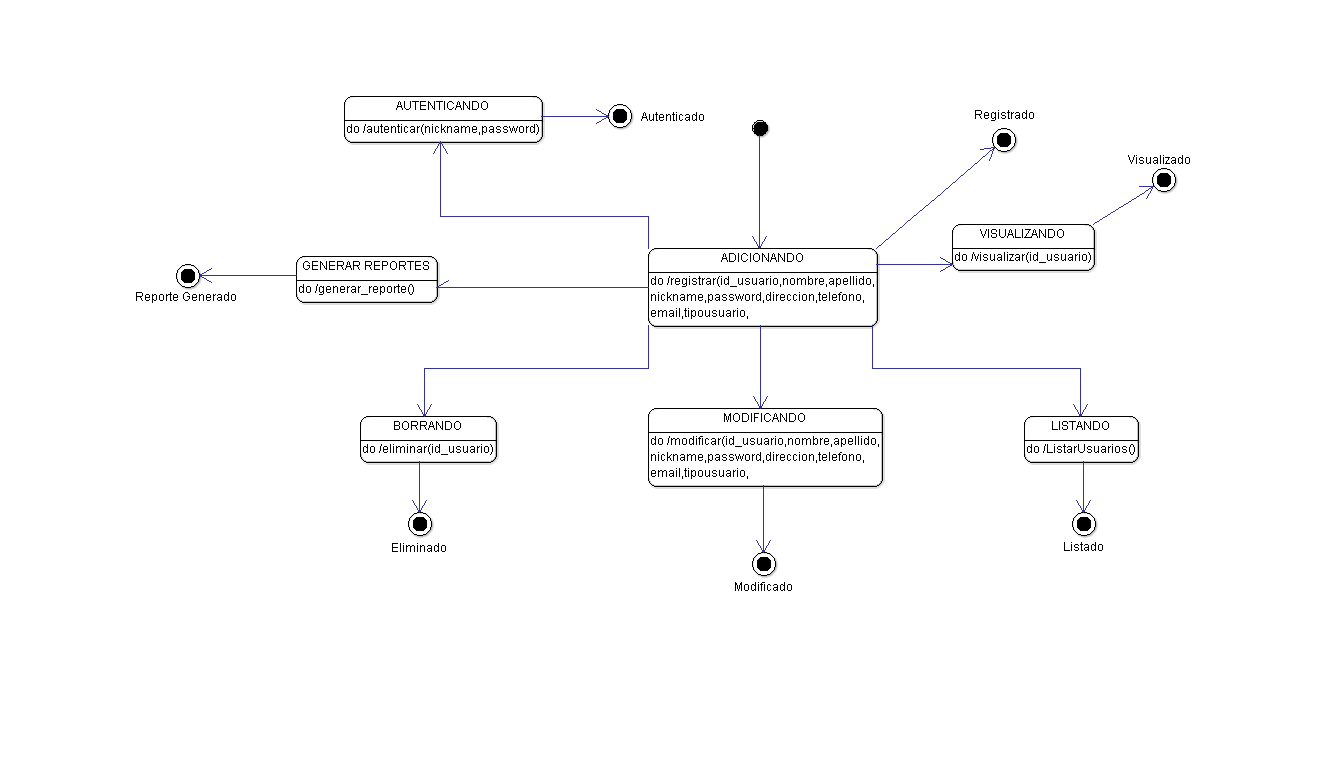 AUTENTICANDO
do /autenticar(nickname,password)
Autenticado
Registrado
Visualizado
VISUALIZANDO
do /visualizar(id_usuario)
ADICIONANDO
do /registrar(id_usuario,nombre,apellido,
nickname,password,direccion,telefono,
email,tipousuario,
GENERAR REPORTES
do /generar_reporte()
Reporte Generado
BORRANDO
do /eliminar(id_usuario)
Eliminado
MODIFICANDO
do /modificar(id_usuario,nombre,apellido,
nickname,password,direccion,telefono,
email,tipousuario,
Modificado
LISTANDO
do /ListarUsuarios()
Listado